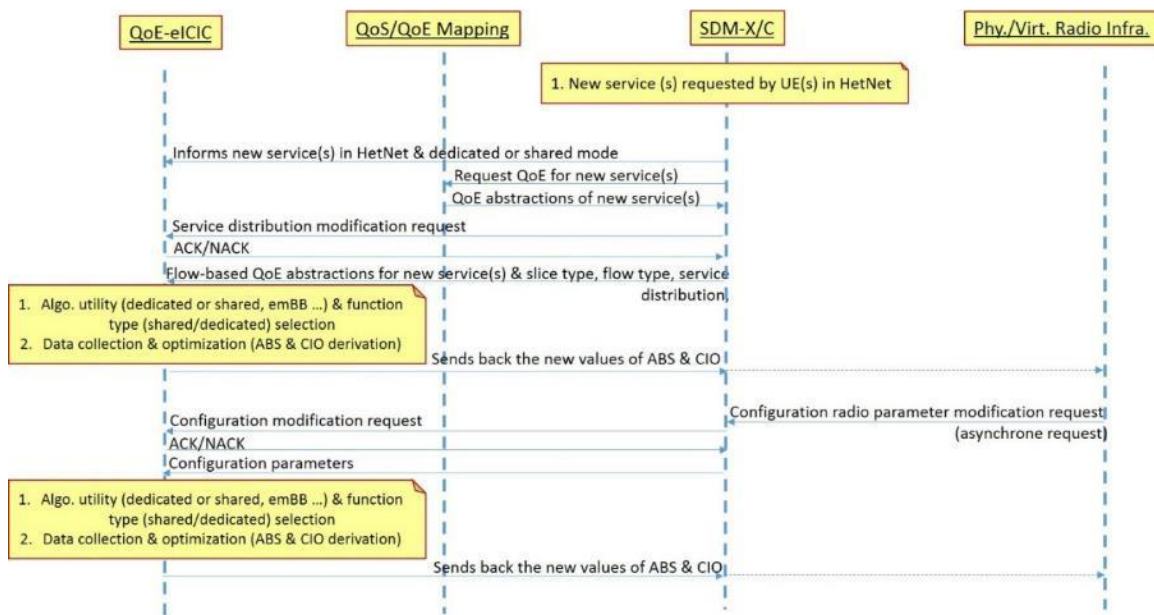 QoE-eICIC
QoS/QoE Mapping
SDM-X/C
Phy./Virt. Radio Infra.
1. New service (s) requested by UE(s) in HetNet
Informs new service(s) in HetNet & dedicated or shared mode
Request QoE for new service(s)
QoE abstractions of new service(s)
Service distribution modification request
ACK/NACK
Flow-based QoE abstractions for new service(s) & slice type, flow type, service
distribution,
1. Algo. utility (dedicated or shared, emBB ...) & function
type (shared/dedicated) selection
2. Data collection & optimization (ABS & CIO derivation)
Sends back the new values of ABS & CIO
Configuration radio parameter modification request
(asynchrone request)
Configuration modification request
ACK/NACK
Configuration parameters
1. Algo. utility (dedicated or shared, emBB ...) & function
type (shared/dedicated) selection
2. Data collection & optimization (ABS & CIO derivation)
Sends back the new values of ABS & CIO